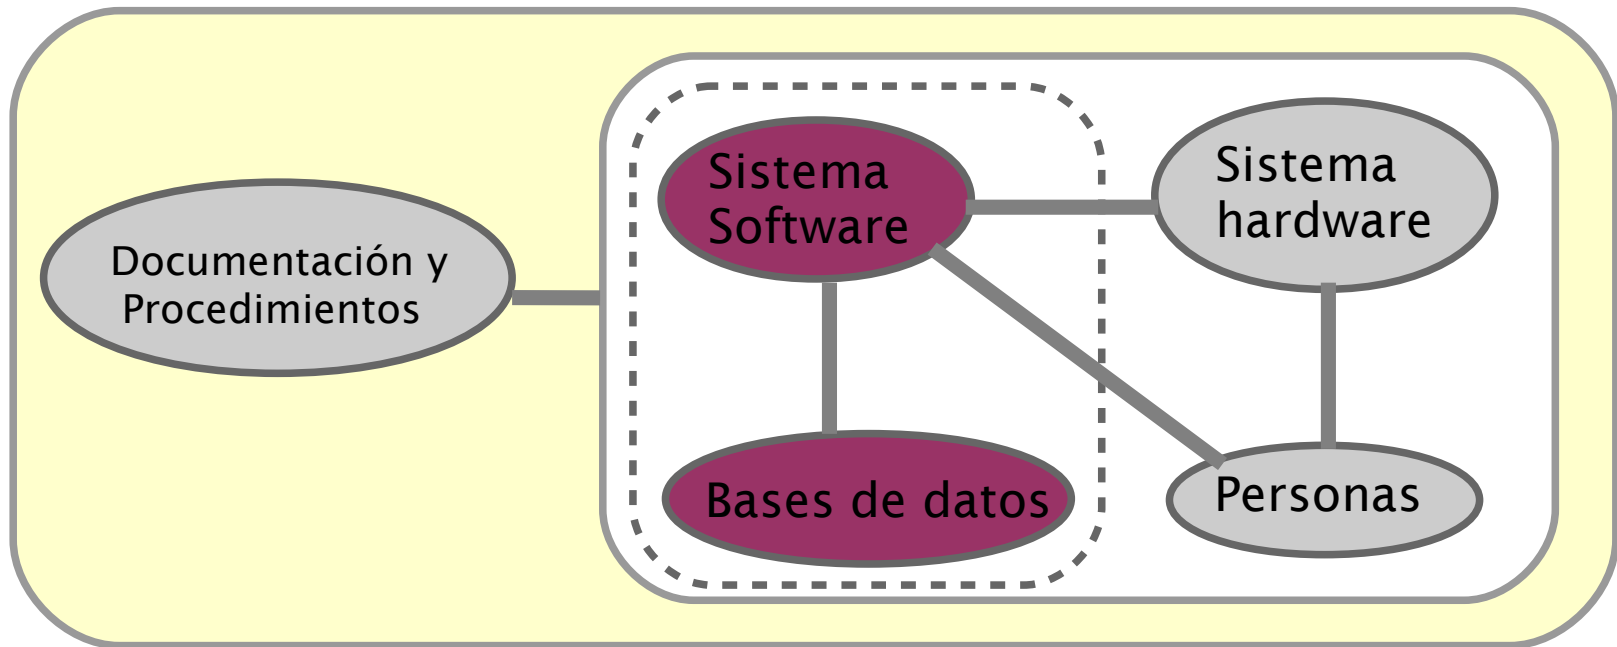 Documentación y
Procedimientos
Sistema
Software
Sistema
hardware
Bases de datos
Personas